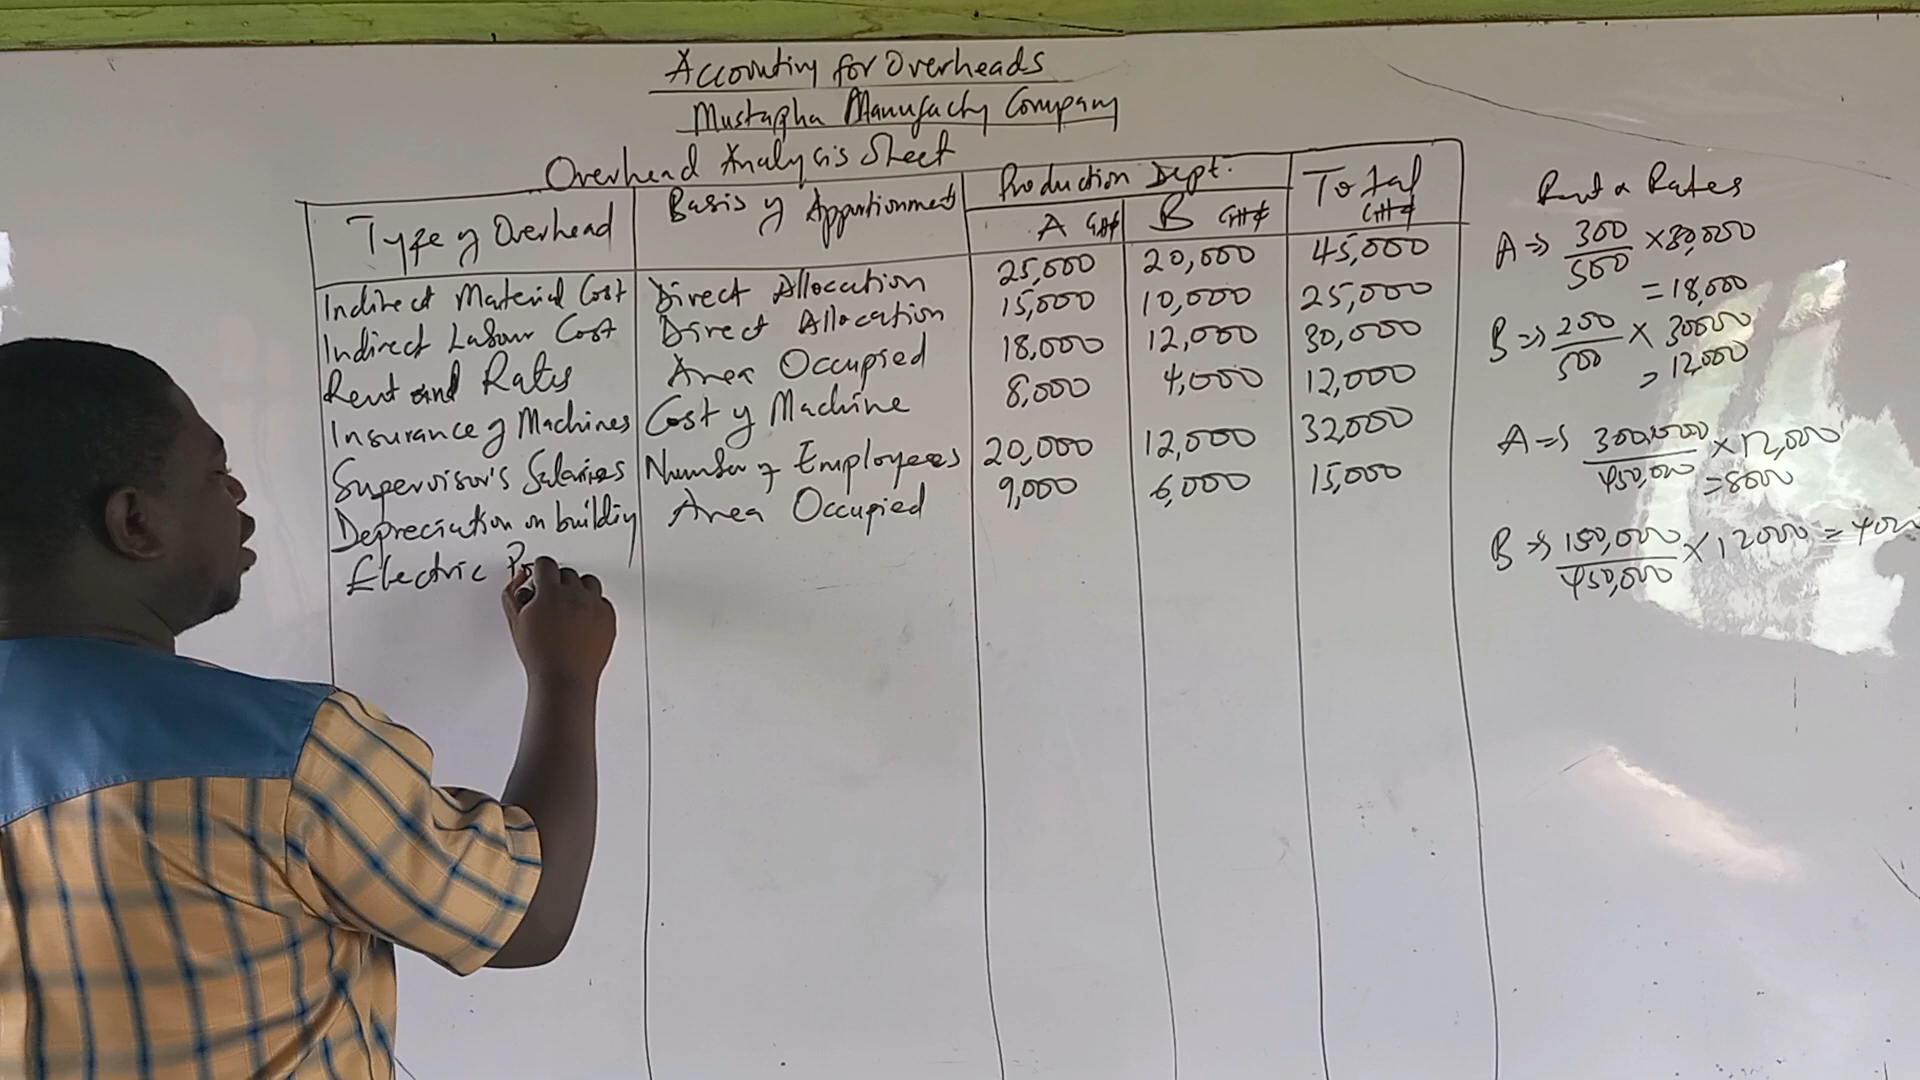 Accounting for Overheads
Mustapha Manufacty Company
Overhead Analysis Sheet
Type of Overhead Basis of Apportionment Production Dept. Total
A GH¢ B GH¢ GH¢
Indirect Material Cost Direct Allocation 25,000 20,000 45,000
Indirect Labour Cost Direct Allocation 15,000 10,000 25,000
Rent and Rates Area Occupied 18,000 12,000 30,000
Insurance of Machines Cost of Machine 8,000 4,000 12,000
Supervisor's Salaries Number of Employees 20,000 12,000 32,000
Depreciation on building Area Occupied 9,000 6,000 15,000
Electric
Rent & Rates
A => 300/500 × 30,000
= 18,000
B => 200/500 × 30000
= 12,000
A => 300,000/450,000 × 12,000
= 8000
B => 150,000/450,000 × 12000 =